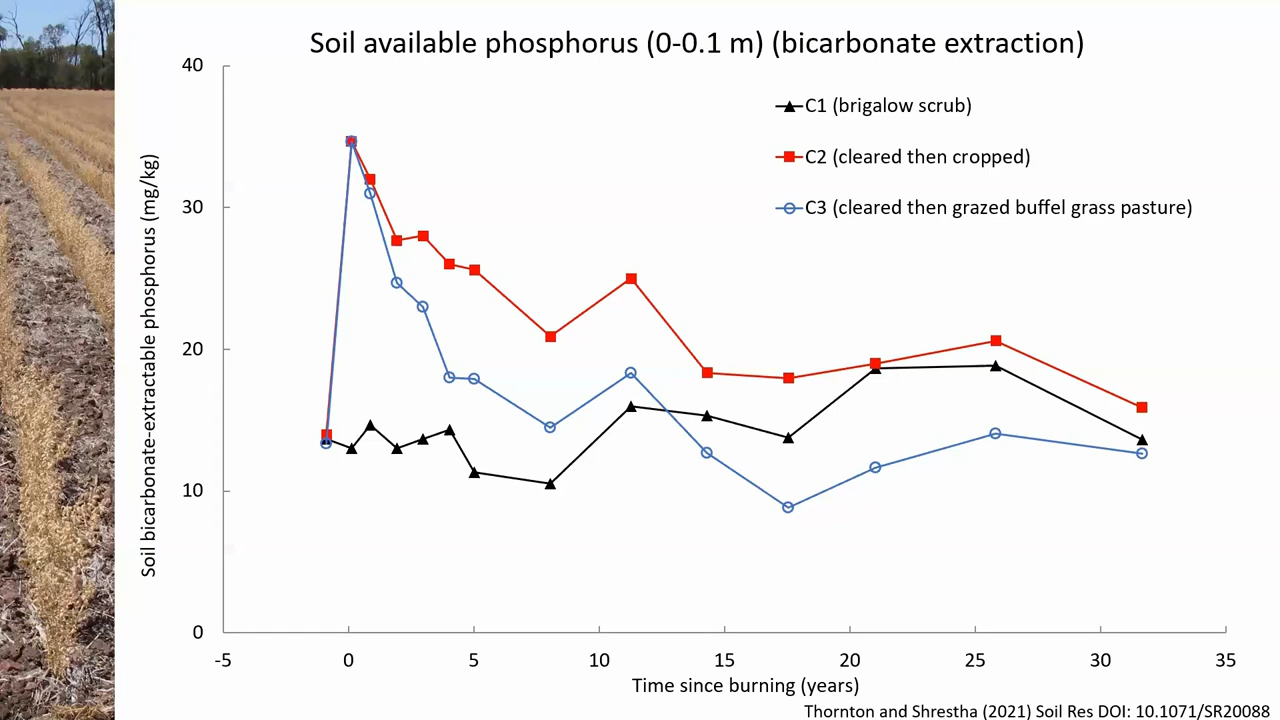 Soil available phosphorus (0-0.1 m) (bicarbonate extraction)
Soil bicarbonate-extractable phosphorus (mg/kg)
40
30
20
10
0
C1 (brigalow scrub)
C2 (cleared then cropped)
C3 (cleared then grazed buffel grass pasture)
-5 0 5 10 15 20 25 30 35
Time since burning (years)
Thornton and Shrestha (2021) Soil Res DOI: 10.1071/SR20088